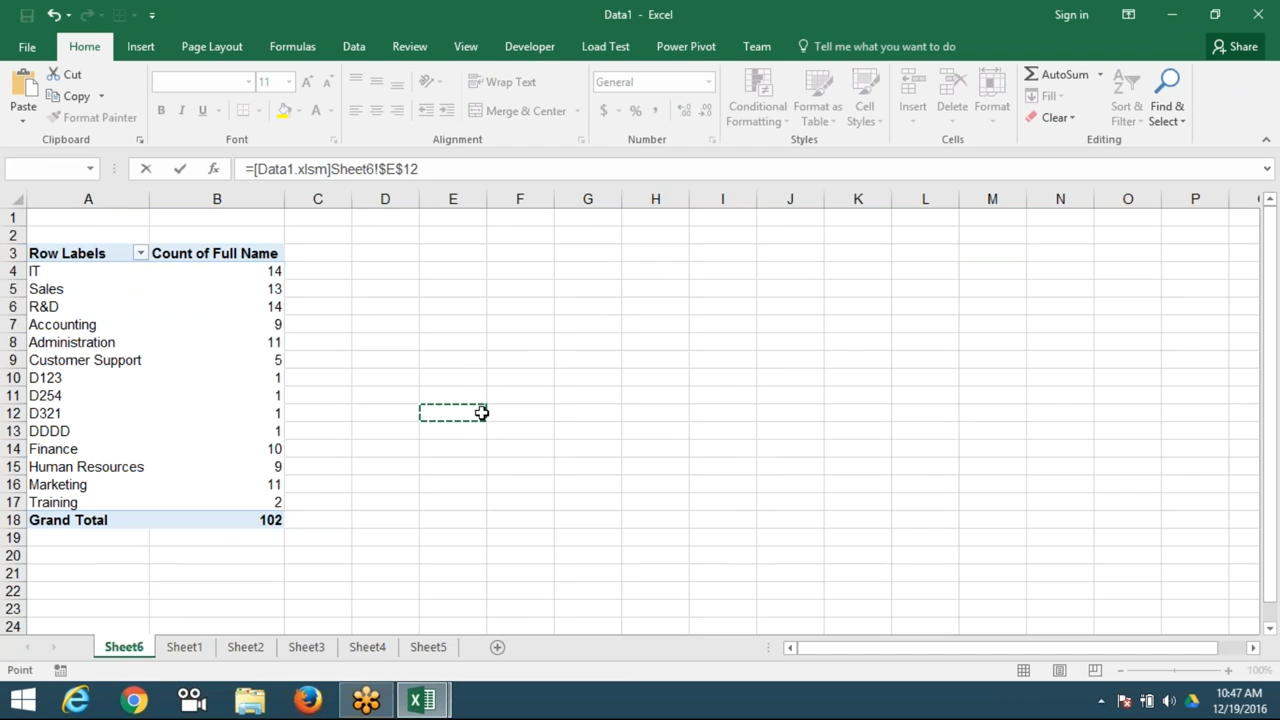 Data1 - Excel
Sign in
File Home Insert Page Layout Formulas Data Review View Developer Load Test Power Pivot Team Tell me what you want to do Share
Paste
Cut
Copy
Format Painter
Clipboard
11
A A
B I U A
Font
Wrap Text
Merge & Center
Alignment
General
$ % ,
Number
Conditional Formatting
Format as Table
Cell Styles
Styles
Insert
Delete
Format
Cells
AutoSum
Fill
Clear
Sort & Filter
Find & Select
Editing
fx =[Data1.xlsm]Sheet6!$E$12
A B C D E F G H I J K L M N O P
1
2
3 Row Labels Count of Full Name
4 IT 14
5 Sales 13
6 R&D 14
7 Accounting 9
8 Administration 11
9 Customer Support 5
10 D123 1
11 D254 1
12 D321 1
13 DDDD 1
14 Finance 10
15 Human Resources 9
16 Marketing 11
17 Training 2
18 Grand Total 102
19
20
21
22
23
24
Sheet6 Sheet1 Sheet2 Sheet3 Sheet4 Sheet5
Point
100%
10:47 AM
12/19/2016